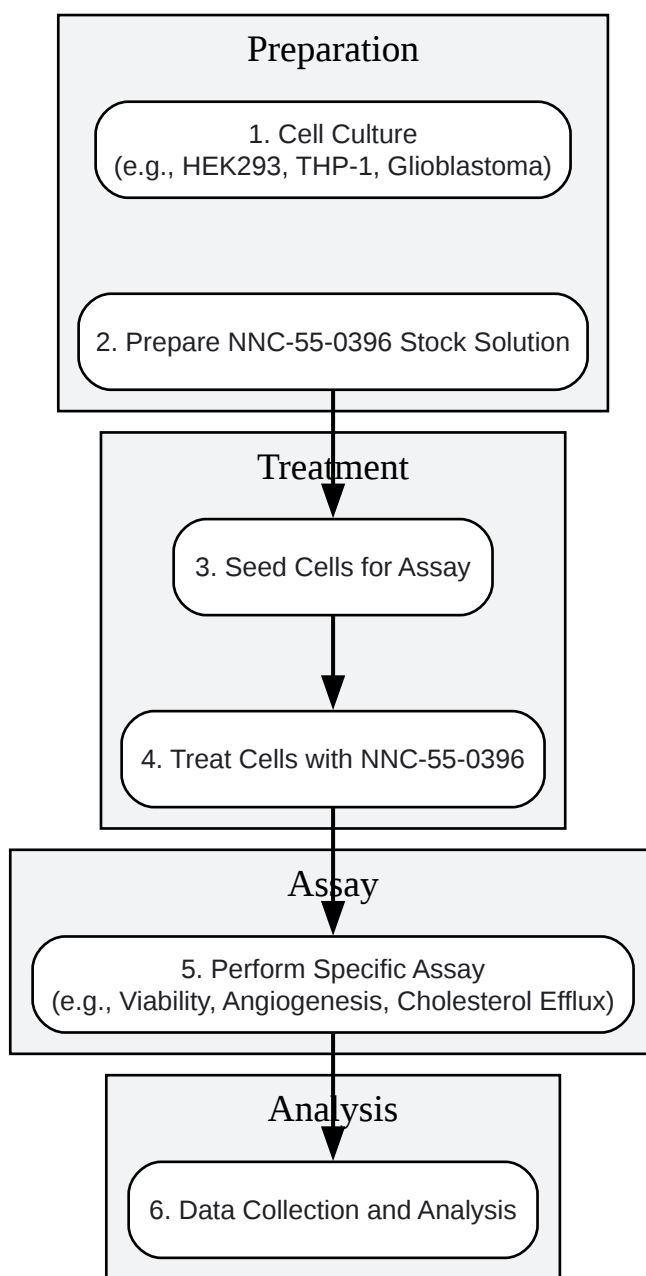 Preparation
1. Cell Culture
(e.g., HEK293, THP-1, Glioblastoma)
2. Prepare NNC-55-0396 Stock Solution
Treatment
3. Seed Cells for Assay
4. Treat Cells with NNC-55-0396
Assay
5. Perform Specific Assay
(e.g., Viability, Angiogenesis, Cholesterol Efflux)
Analysis
6. Data Collection and Analysis